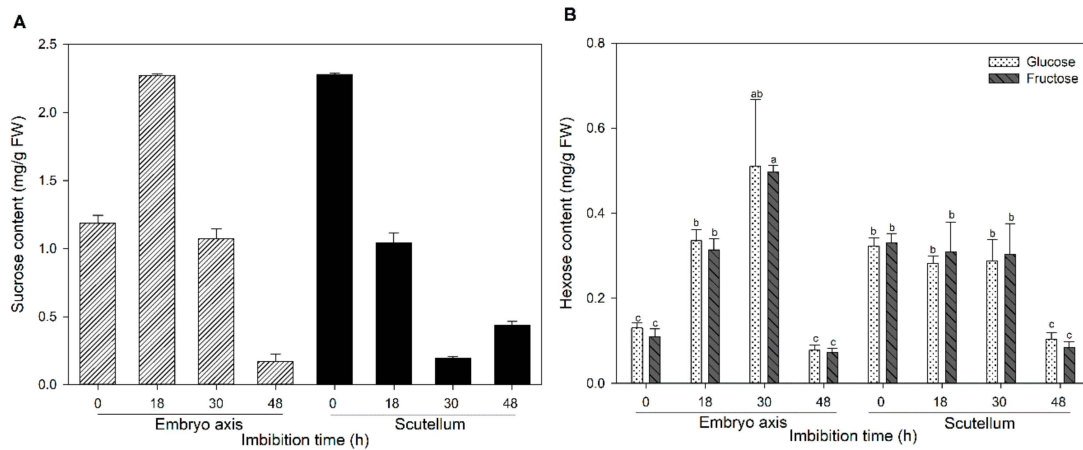 A
Sucrose content (mg/g FW)
2.5
2.0
1.5
1.0
0.5
0.0
0 18 30 48 0 18 30 48
Embryo axis Scutellum
Imbibition time (h)
B
Hexose content (mg/g FW)
0.8
0.6
0.4
0.2
0.0
Glucose
Fructose
c c b b ab a c c b b b b b b c c
0 18 30 48 0 18 30 48
Embryo axis Scutellum
Imbibition time (h)